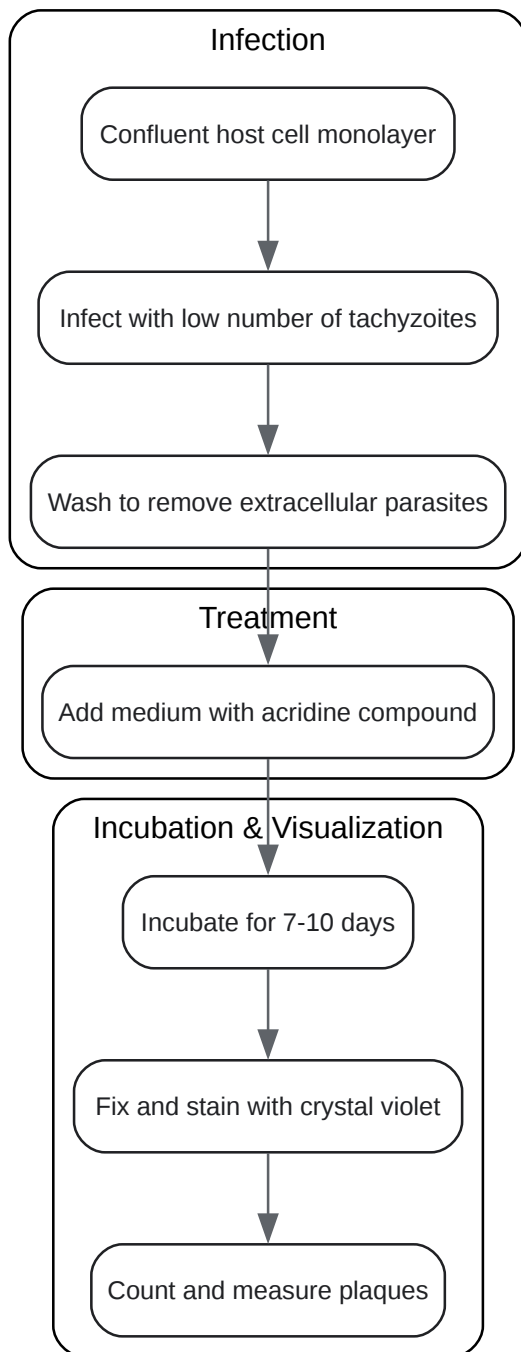 Infection
Confluent host cell monolayer
Infect with low number of tachyzoites
Wash to remove extracellular parasites
Treatment
Add medium with acridine compound
Incubation & Visualization
Incubate for 7-10 days
Fix and stain with crystal violet
Count and measure plaques